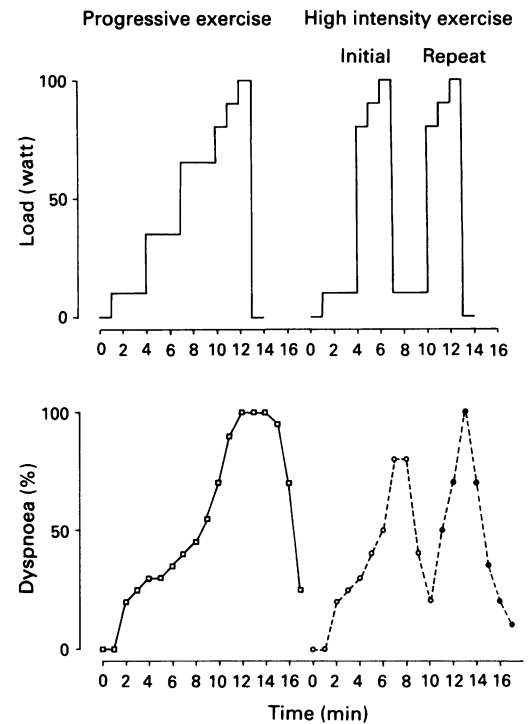 Progressive exercise High intensity exercise
Initial Repeat
100
50
0
Load (watt)
0 2 4 6 8 10 12 14 16 0 2 4 6 8 10 12 14 16
100
50
0
Dyspnoea (%)
0 2 4 6 8 10 12 14 16 0 2 4 6 8 10 12 14 16
Time (min)